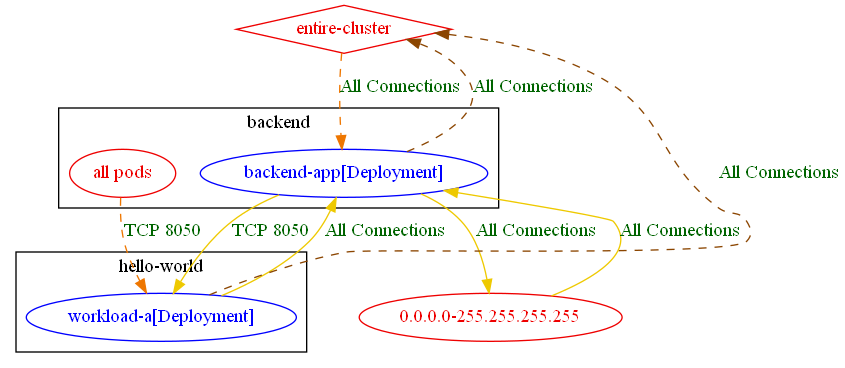 entire-cluster
All Connections
All Connections
backend
all pods
backend-app[Deployment]
All Connections
TCP 8050
TCP 8050
All Connections
All Connections
All Connections
hello-world
workload-a[Deployment]
0.0.0.0-255.255.255.255